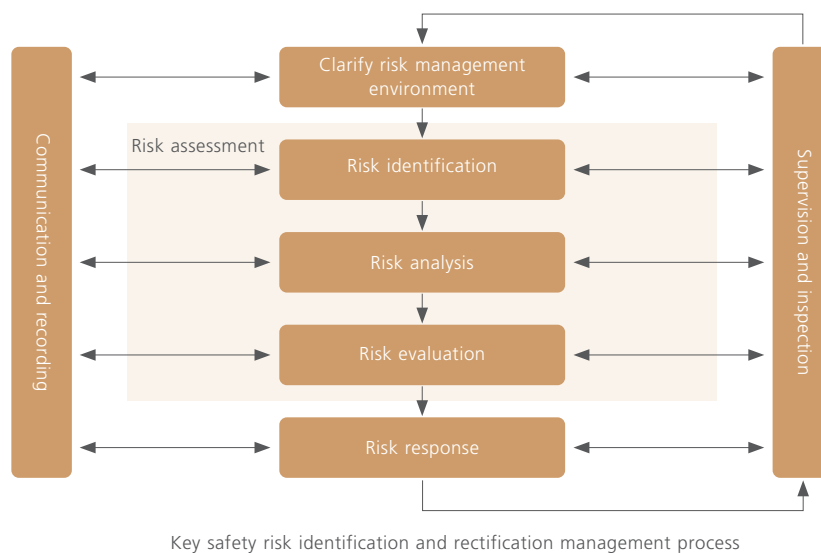 Clarify risk management
environment
Risk assessment
Risk identification
Risk analysis
Risk evaluation
Risk response
Communication and recording
Supervision and inspection
Key safety risk identification and rectification management process